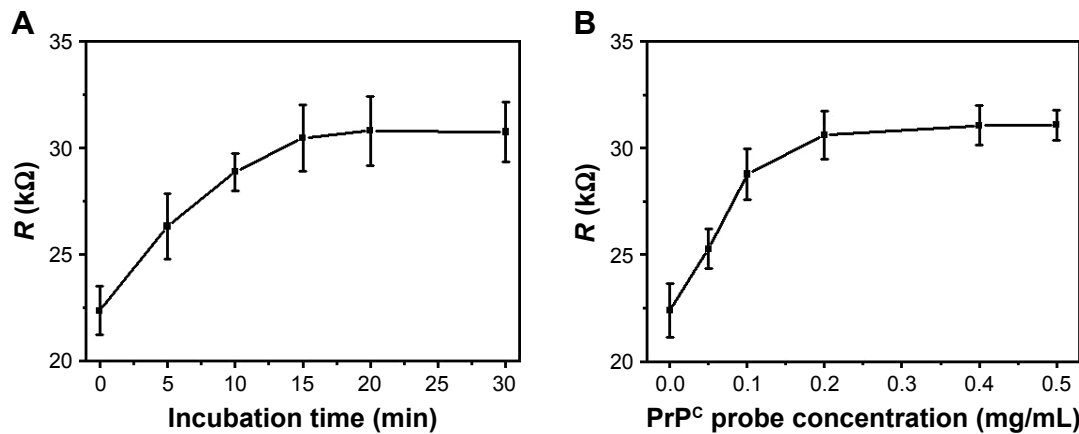 A
35
30
25
20
R (kΩ)
0 5 10 15 20 25 30
Incubation time (min)
B
35
30
25
20
R (kΩ)
0.0 0.1 0.2 0.3 0.4 0.5
PrPᶜ probe concentration (mg/mL)